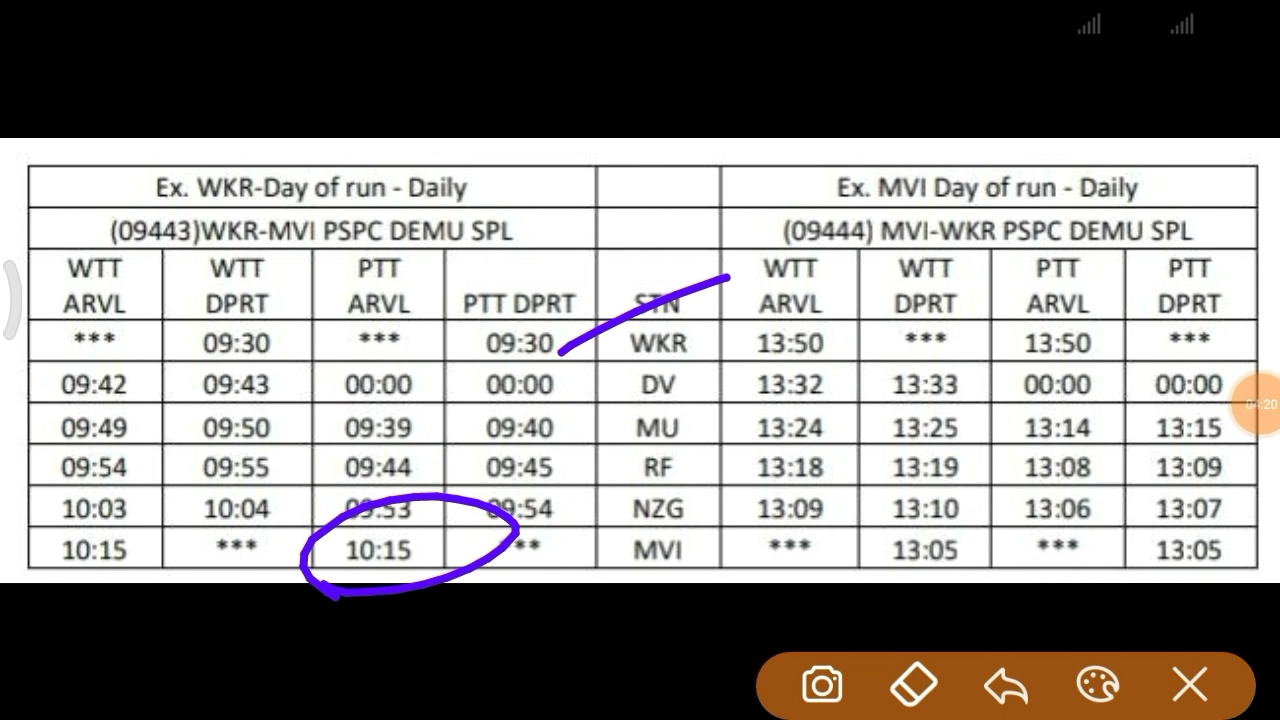 Ex. WKR-Day of run - Daily Ex. MVI Day of run - Daily
(09443)WKR-MVI PSPC DEMU SPL (09444) MVI-WKR PSPC DEMU SPL
WTT ARVL WTT DPRT PTT ARVL PTT DPRT STN WTT ARVL WTT DPRT PTT ARVL PTT DPRT
*** 09:30 *** 09:30 WKR 13:50 *** 13:50 ***
09:42 09:43 00:00 00:00 DV 13:32 13:33 00:00 00:00
09:49 09:50 09:39 09:40 MU 13:24 13:25 13:14 13:15
09:54 09:55 09:44 09:45 RF 13:18 13:19 13:08 13:09
10:03 10:04 09:53 09:54 NZG 13:09 13:10 13:06 13:07
10:15 *** 10:15 *** MVI *** 13:05 *** 13:05
04:20